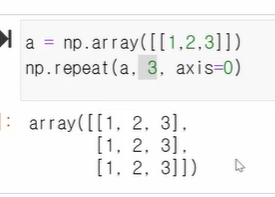 a = np.array([[1,2,3]])
np.repeat(a, 3, axis=0)
: array([[1, 2, 3],
[1, 2, 3],
[1, 2, 3]])